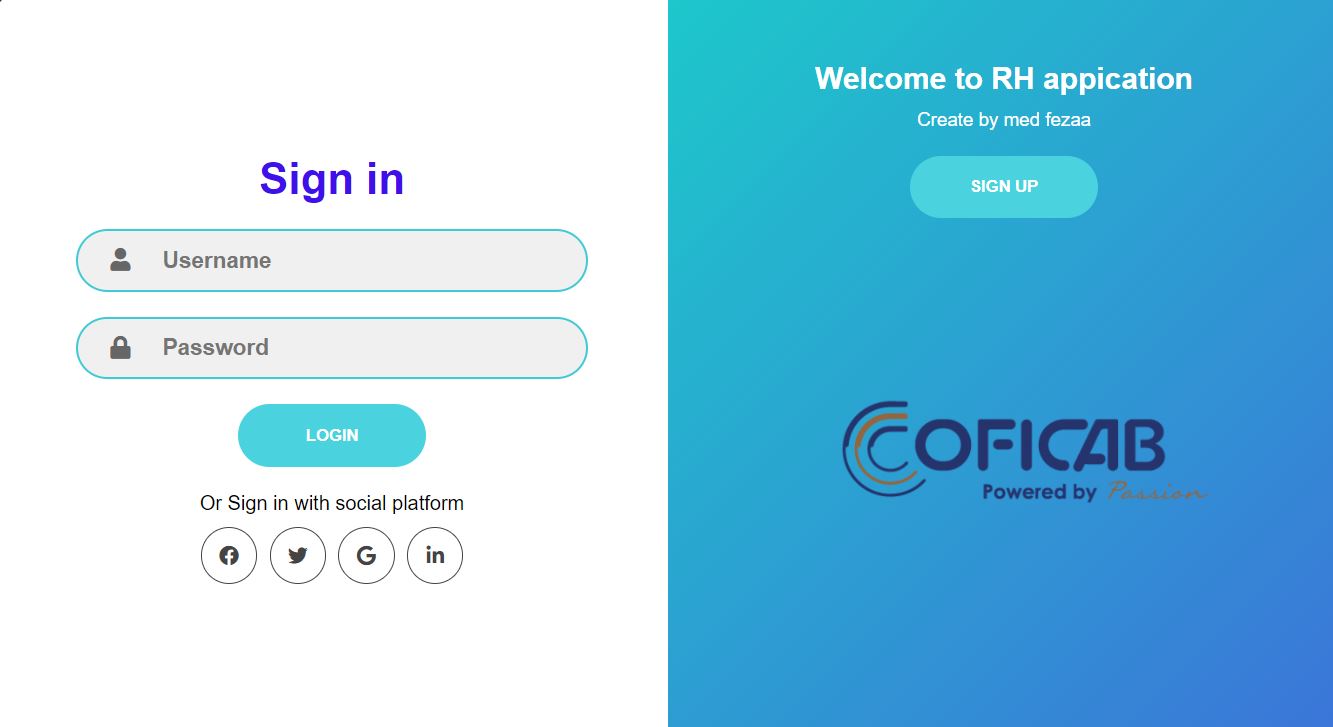 Sign in
Username
Password
LOGIN
Or Sign in with social platform
Welcome to RH appication
Create by med fezaa
SIGN UP
COFICAB
Powered by Passion